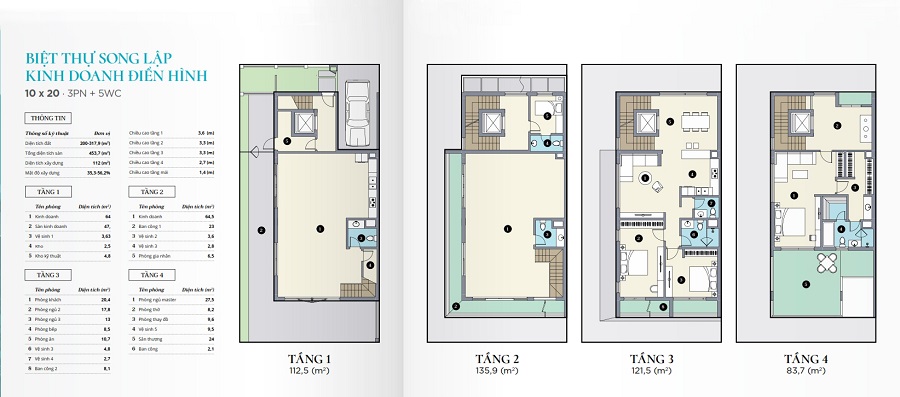 BIỆT THỰ SONG LẬP
KINH DOANH ĐIỂN HÌNH
10 x 20 · 3PN + 5WC
THÔNG TIN
Thông số kỹ thuật Đơn vị
Diện tích đất 200-317,9 (m²)
Tổng diện tích sàn 453,7 (m²)
Diện tích xây dựng 112 (m²)
Mật độ xây dựng 35,3-56,2%
Chiều cao tầng 1 3,6 (m)
Chiều cao tầng 2 3,3 (m)
Chiều cao tầng 3 3,3 (m)
Chiều cao tầng 4 2,7 (m)
Chiều cao tầng mái 1,4 (m)
TẦNG 1
Tên phòng Diện tích (m²)
1 Kinh doanh 64
2 Sân kinh doanh 47,
3 Vệ sinh 1 3,63
4 Kho 2,5
5 Kho kỹ thuật 4,8
TẦNG 2
Tên phòng Diện tích (m²)
1 Kinh doanh 64,5
2 Ban công 1 23
3 Vệ sinh 2 3,6
4 Vệ sinh 3 2,8
5 Phòng gia nhân 6,5
TẦNG 3
Tên phòng Diện tích (m²)
1 Phòng khách 20,4
2 Phòng ngủ 2 17,8
3 Phòng ngủ 3 13
4 Phòng bếp 8,5
5 Phòng ăn 10,7
6 Vệ sinh 3 4,8
7 Vệ sinh 4 2,7
8 Ban công 2 8,1
TẦNG 4
Tên phòng Diện tích (m²)
1 Phòng ngủ master 27,5
2 Phòng thờ 8,2
3 Phòng thay đồ 9,6
4 Vệ sinh 5 9,5
5 Sân thượng 24
6 Ban công 2,1
TẦNG 1
112,5 (m²)
TẦNG 2
135,9 (m²)
TẦNG 3
121,5 (m²)
TẦNG 4
83,7 (m²)